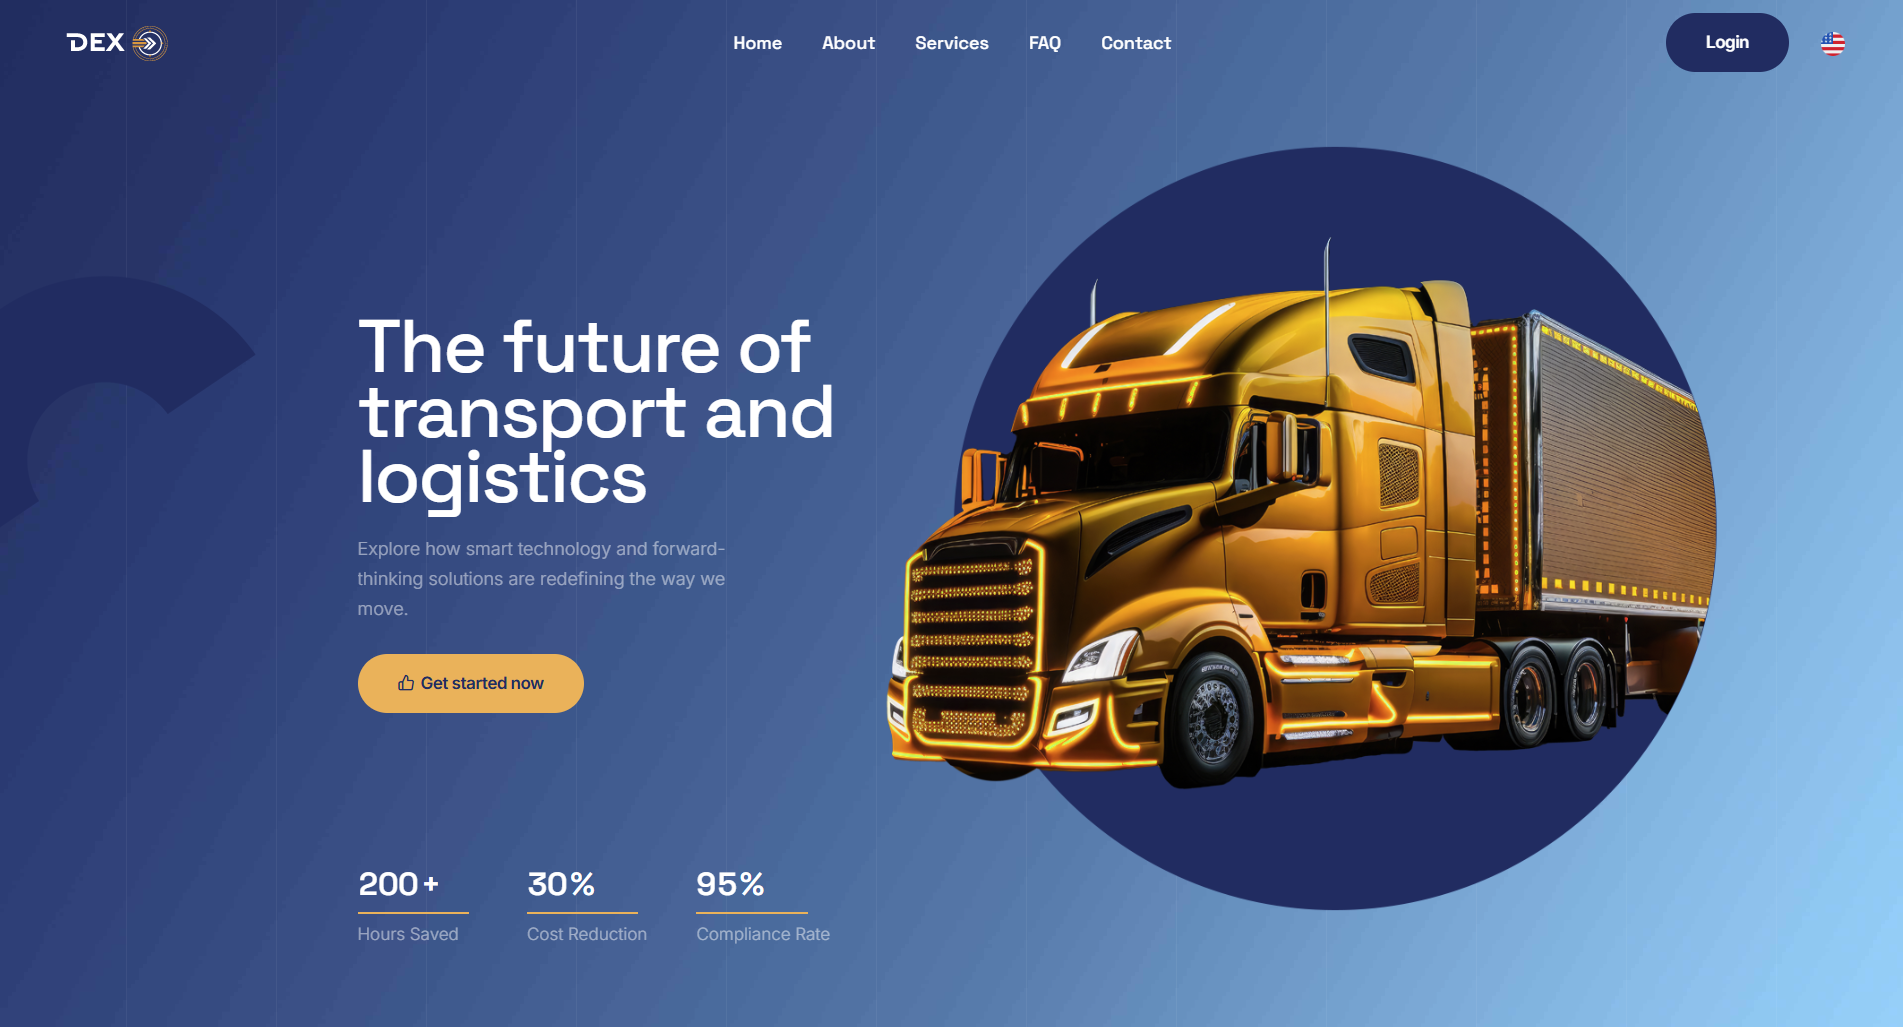 DEX
Home
About
Services
FAQ
Contact
Login
The future of
transport and
logistics
Explore how smart technology and forward-
thinking solutions are redefining the way we
move.
Get started now
200+
30%
95%
Hours Saved
Cost Reduction
Compliance Rate